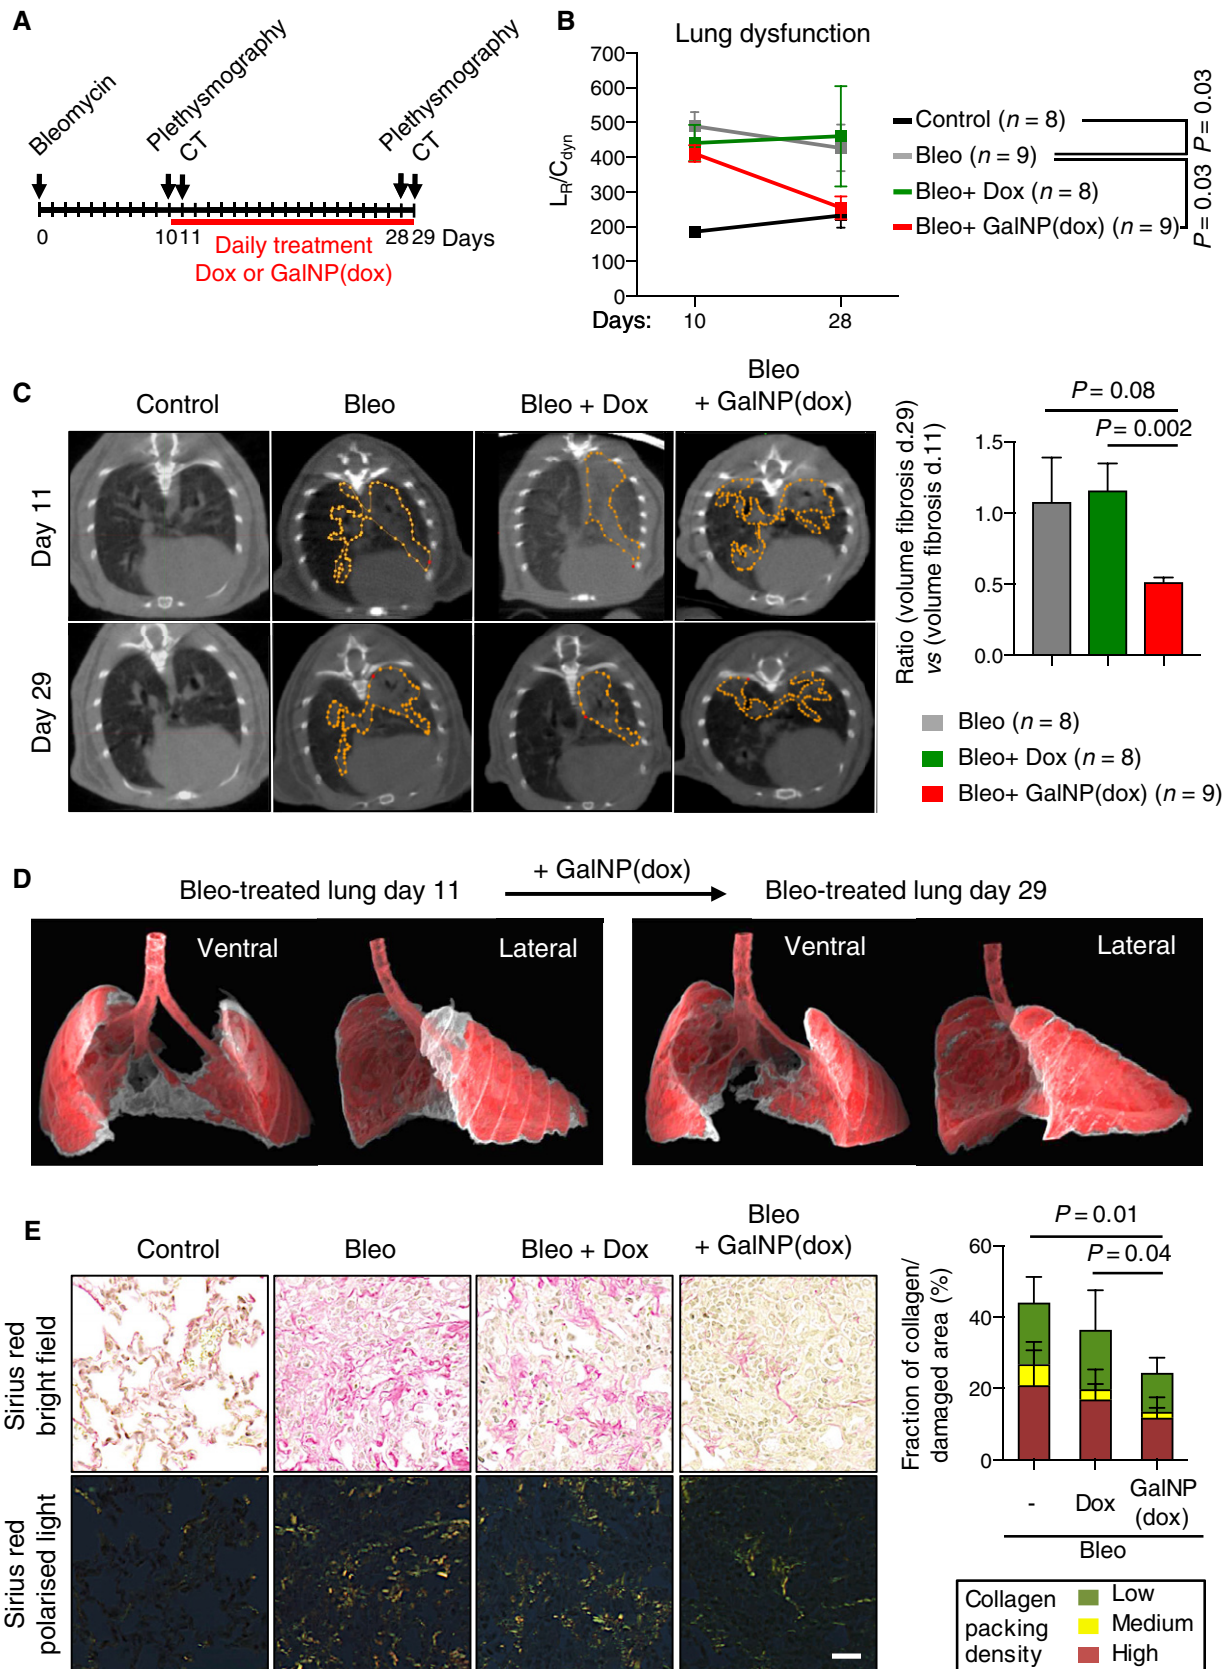 A
Bleomycin
Plethysmography
CT
Plethysmography
CT
0
10 11
28 29 Days
Daily treatment
Dox or GalNP(dox)
B
Lung dysfunction
700
600
500
400
300
200
100
0
L_R/C_dyn
Days: 10 28
Control (n = 8)
Bleo (n = 9)
Bleo+ Dox (n = 8)
Bleo+ GalNP(dox) (n = 9)
P = 0.03
P = 0.03
C
Control
Bleo
Bleo + Dox
Bleo
+ GalNP(dox)
Day 11
Day 29
P = 0.08
P = 0.002
1.5
1.0
0.5
0.0
Ratio (volume fibrosis d.29)
vs (volume fibrosis d.11)
Bleo (n = 8)
Bleo+ Dox (n = 8)
Bleo+ GalNP(dox) (n = 9)
D
Bleo-treated lung day 11
+ GalNP(dox)
Bleo-treated lung day 29
Ventral
Lateral
Ventral
Lateral
E
Control
Bleo
Bleo + Dox
Bleo
+ GalNP(dox)
Sirius red
bright field
Sirius red
polarised light
P = 0.01
P = 0.04
60
40
20
0
Fraction of collagen/
damaged area (%)
-
Dox
GalNP
(dox)
Bleo
Collagen
packing
density
Low
Medium
High